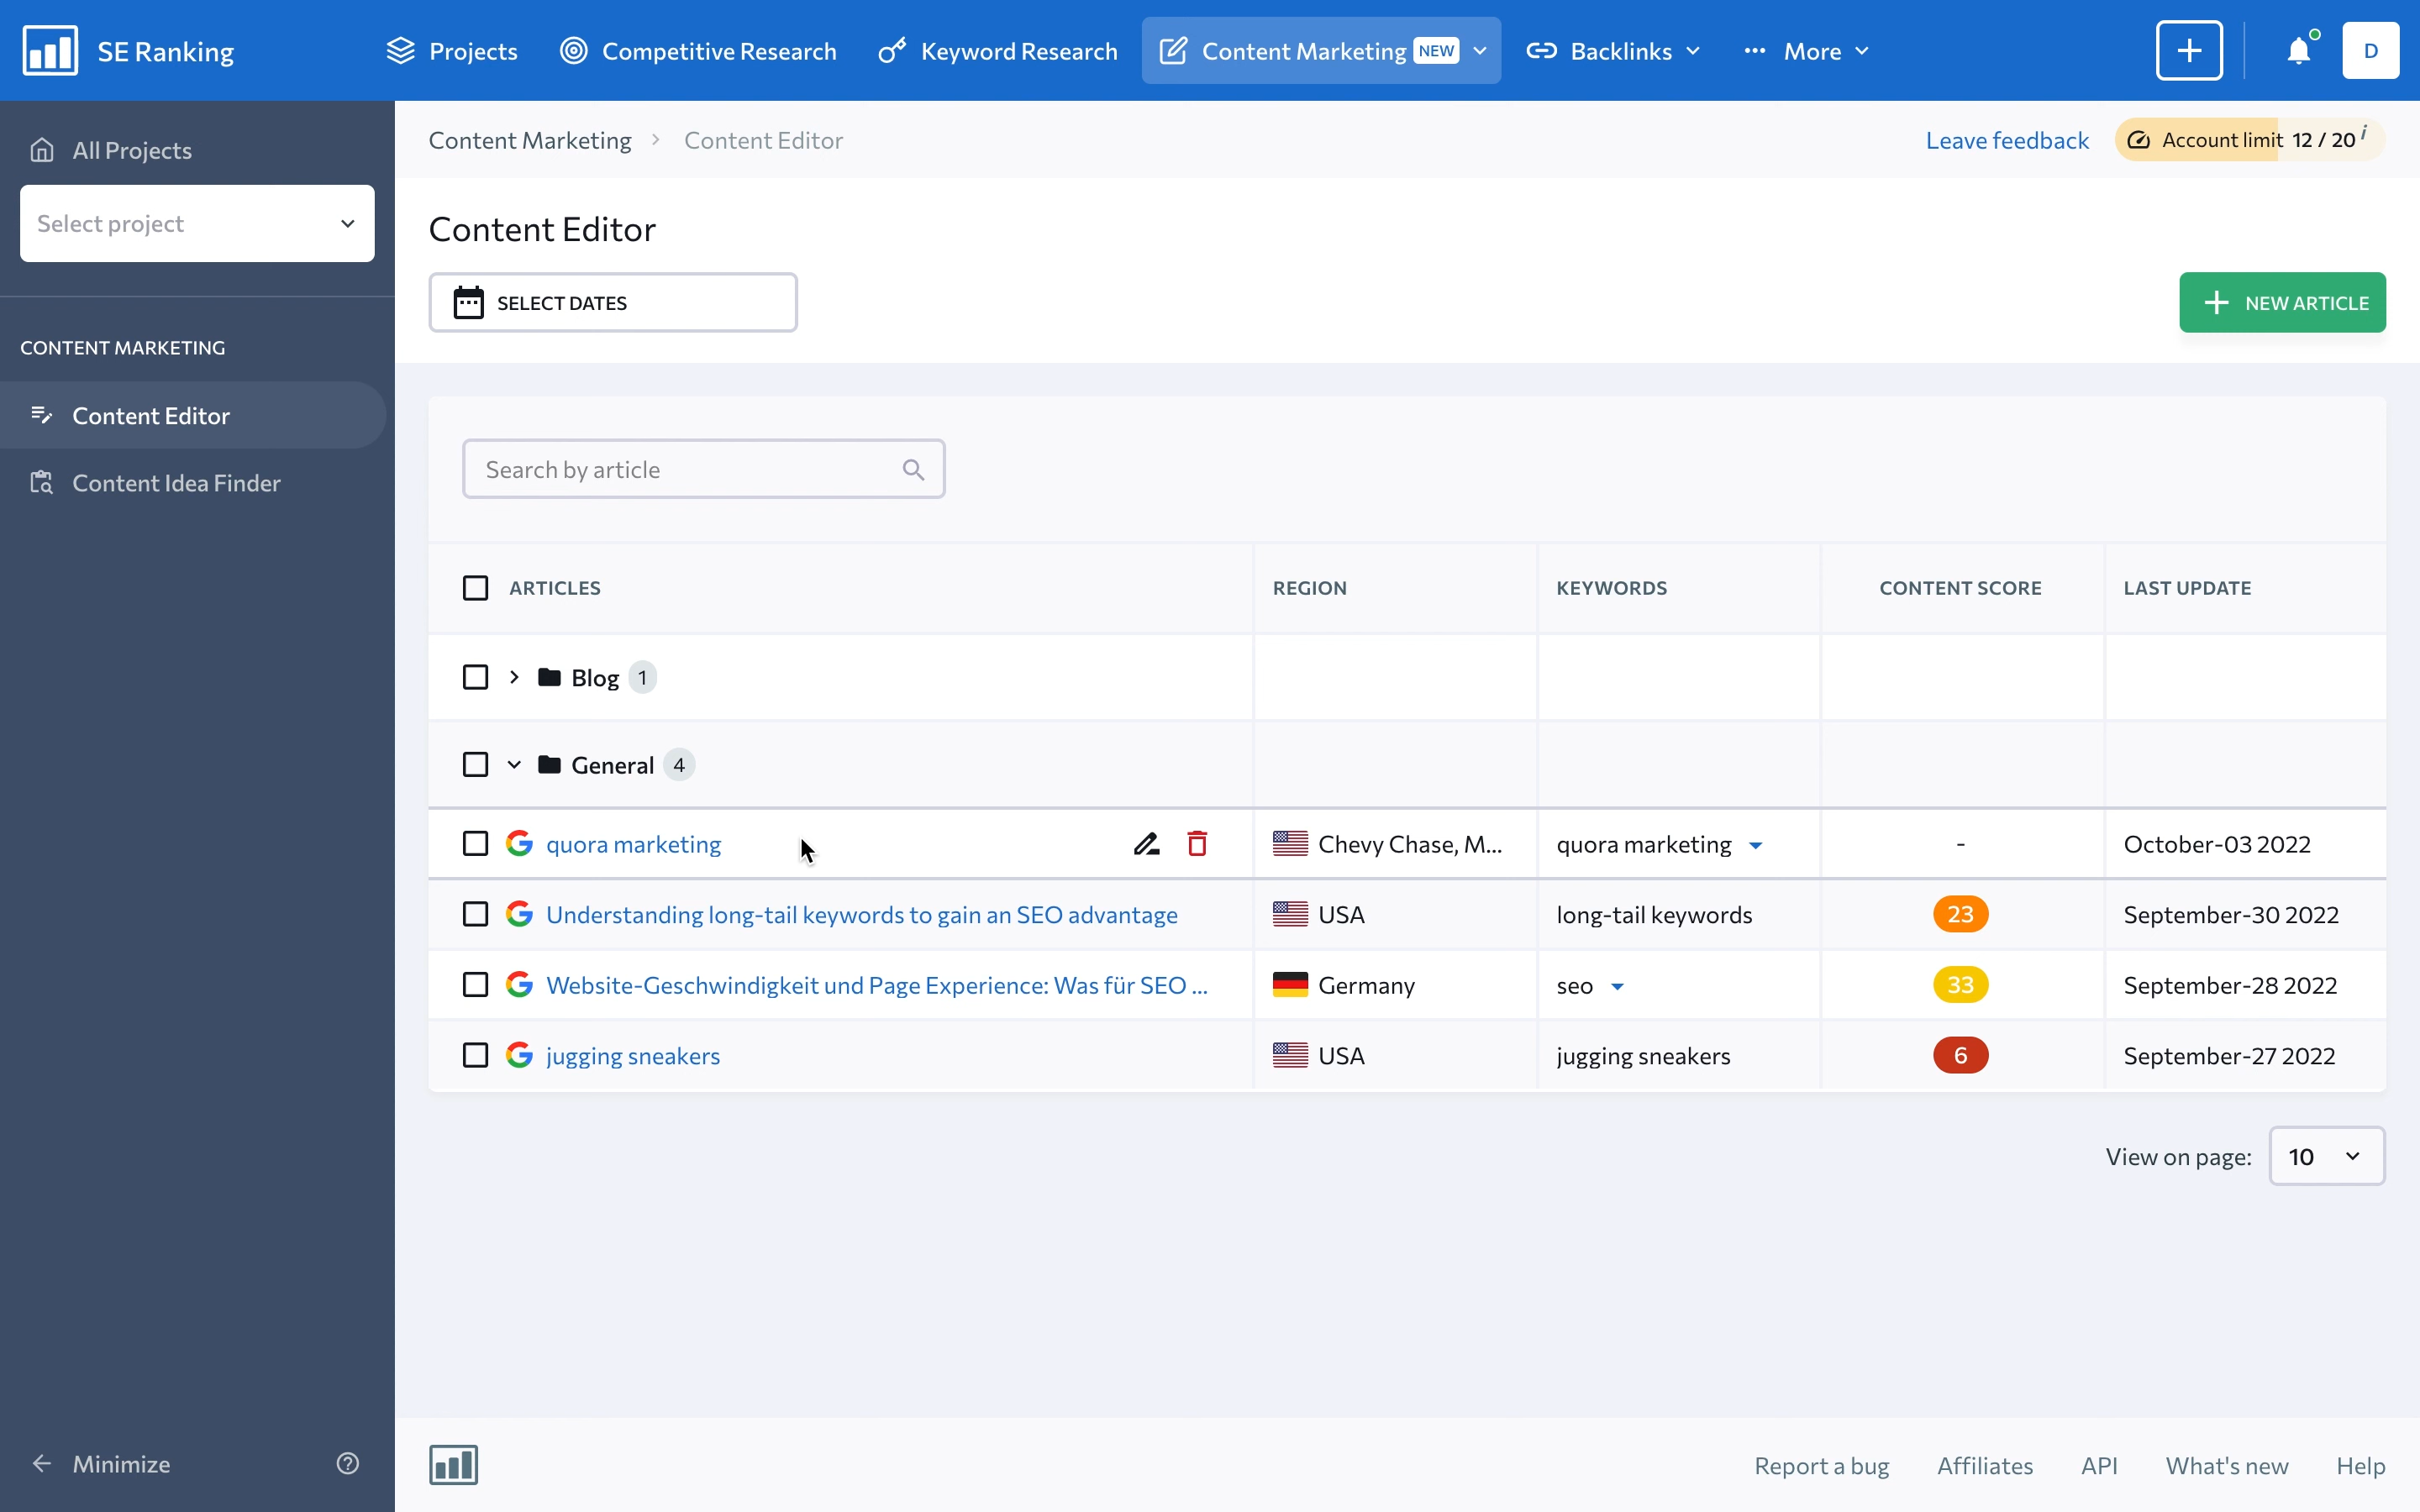 SE Ranking
Projects
Competitive Research
Keyword Research
Content Marketing NEW
Backlinks
More
D
All Projects
Select project
CONTENT MARKETING
Content Editor
Content Idea Finder
Minimize
Content Marketing > Content Editor
Leave feedback
Account limit 12 / 20 i
Content Editor
SELECT DATES
NEW ARTICLE
Search by article
ARTICLES REGION KEYWORDS CONTENT SCORE LAST UPDATE
Blog 1
General 4
quora marketing Chevy Chase, M... quora marketing - October-03 2022
Understanding long-tail keywords to gain an SEO advantage USA long-tail keywords 23 September-30 2022
Website-Geschwindigkeit und Page Experience: Was für SEO ... Germany seo 33 September-28 2022
jugging sneakers USA jugging sneakers 6 September-27 2022
View on page: 10
Report a bug Affiliates API What's new Help